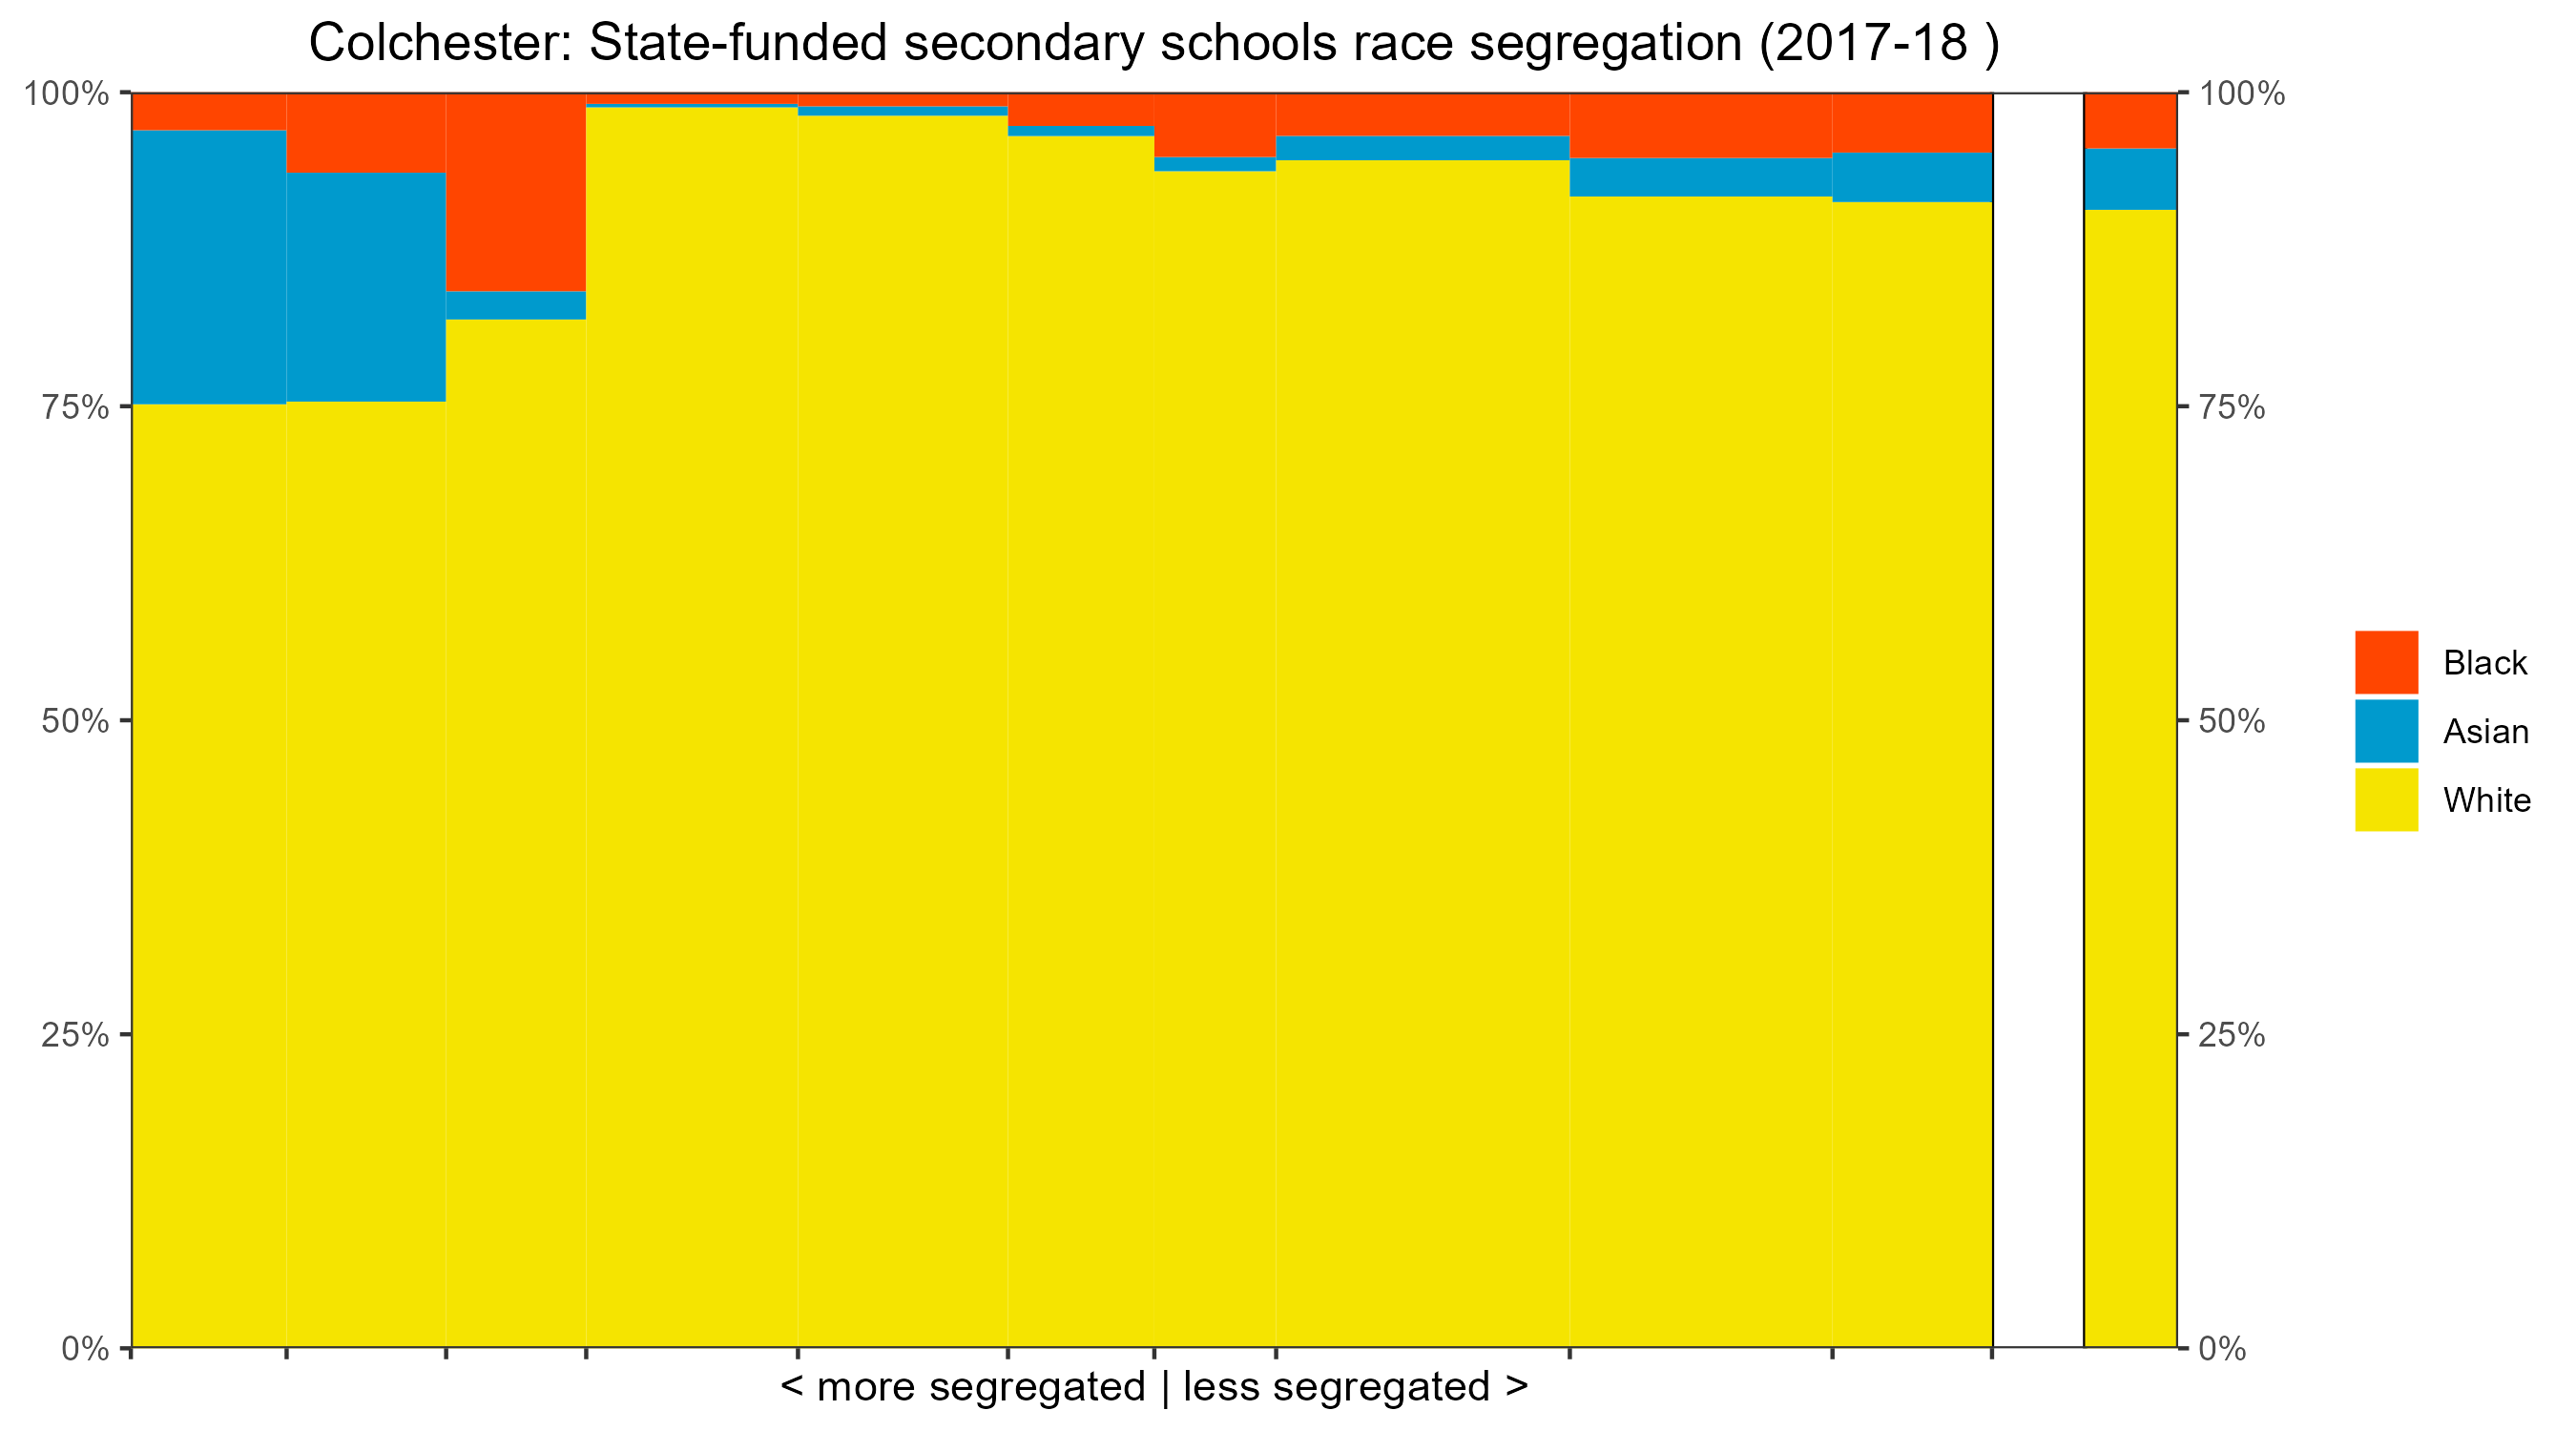 Colchester: State-funded secondary schools race segregation (2017-18 )
100%
75%
50%
25%
0%
100%
75%
50%
25%
0%
Black
Asian
White
< more segregated | less segregated >